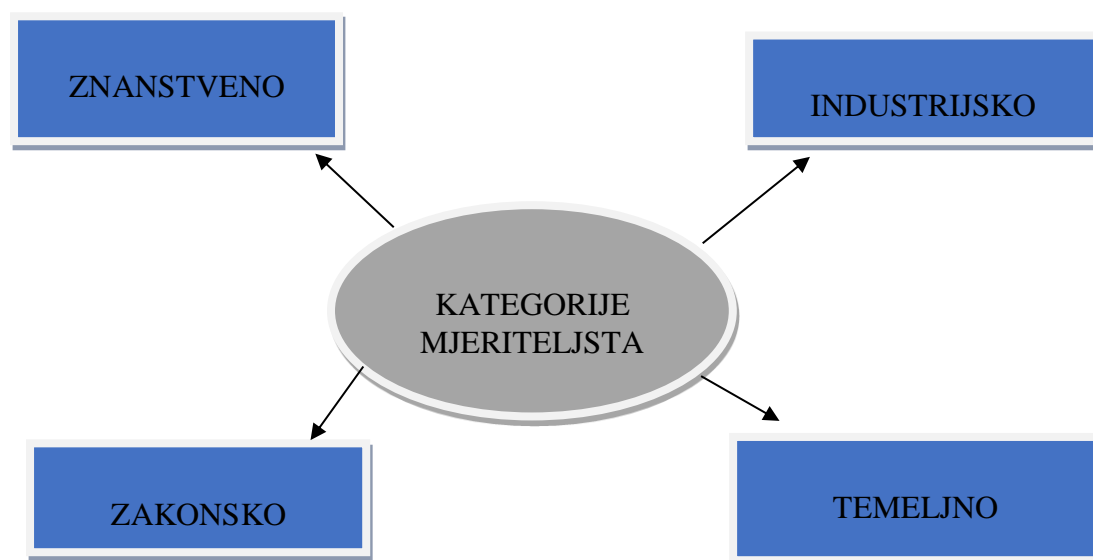 ZNANSTVENO
INDUSTRIJSKO
KATEGORIJE
MJERITELJSTA
ZAKONSKO
TEMELJNO